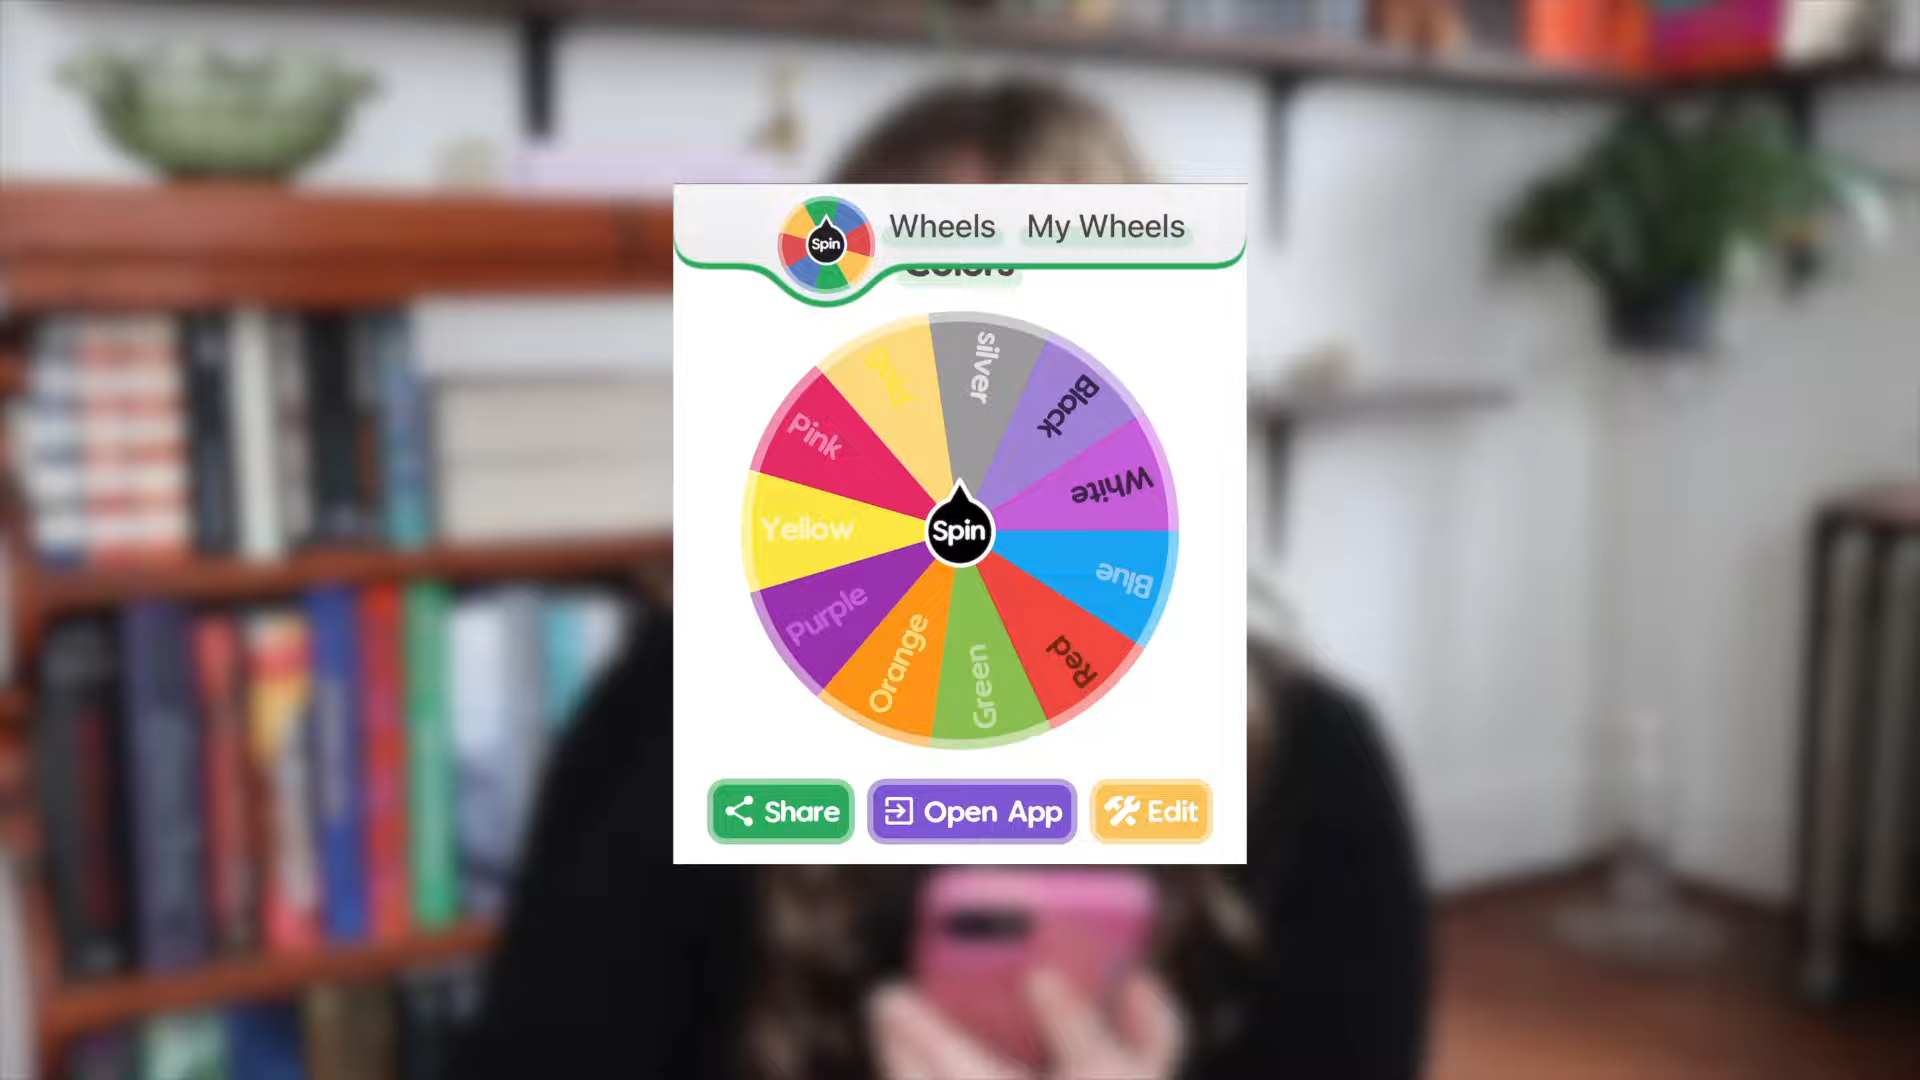 Spin
Wheels
My Wheels
Colors
silver
Black
White
Blue
Red
Green
Orange
Purple
Yellow
Pink
Spin
Share
Open App
Edit